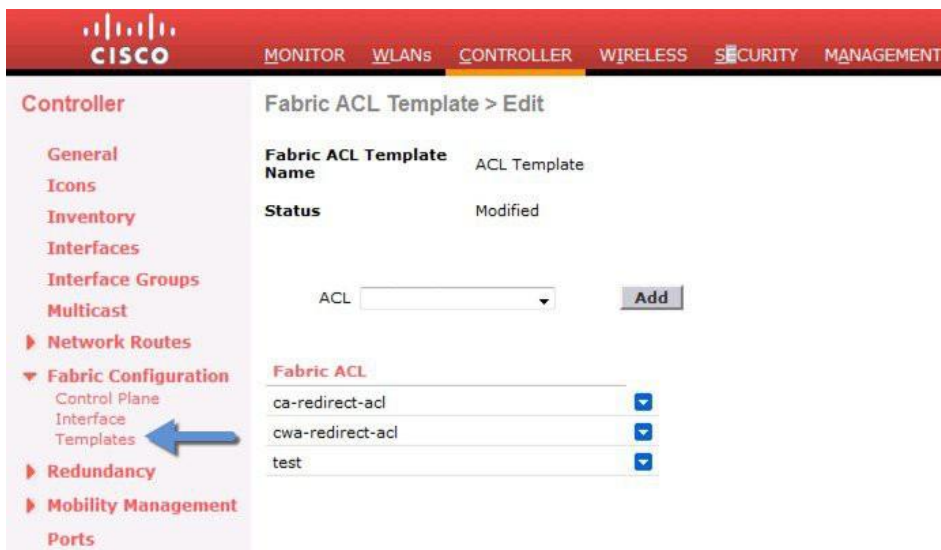 CISCO
MONITOR WLANs CONTROLLER WIRELESS SECURITY MANAGEMENT
Controller
General
Icons
Inventory
Interfaces
Interface Groups
Multicast
Network Routes
Fabric Configuration
Control Plane
Interface
Templates
Redundancy
Mobility Management
Ports
Fabric ACL Template > Edit
Fabric ACL Template
Name
ACL Template
Status
Modified
ACL
Add
Fabric ACL
ca-redirect-acl
cwa-redirect-acl
test